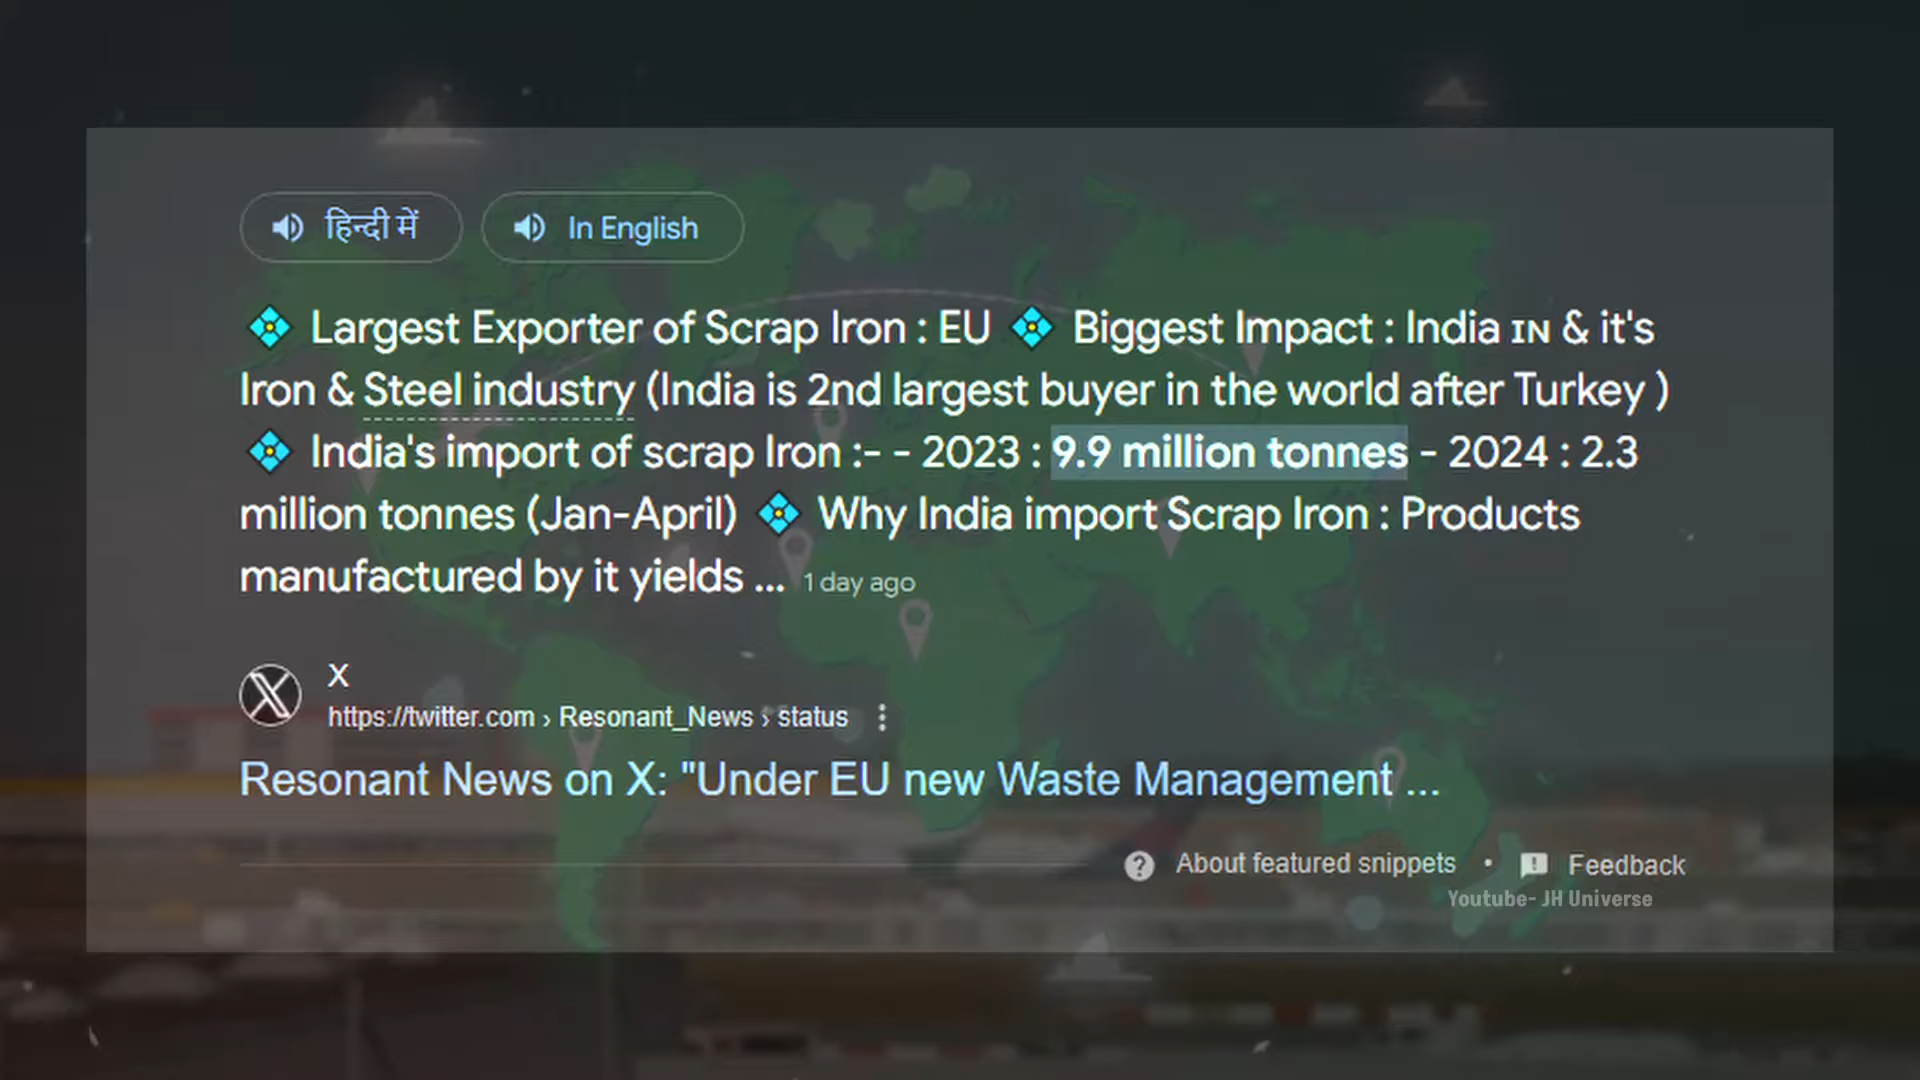 हिन्दी में
In English
💠 Largest Exporter of Scrap Iron : EU 💠 Biggest Impact : India ɪɴ & it's
Iron & Steel industry (India is 2nd largest buyer in the world after Turkey )
💠 India's import of scrap Iron :- - 2023 : 9.9 million tonnes - 2024 : 2.3
million tonnes (Jan-April) 💠 Why India import Scrap Iron : Products
manufactured by it yields ... 1 day ago
X
https://twitter.com › Resonant_News › status
Resonant News on X: "Under EU new Waste Management ...
About featured snippets • Feedback
Youtube- JH Universe